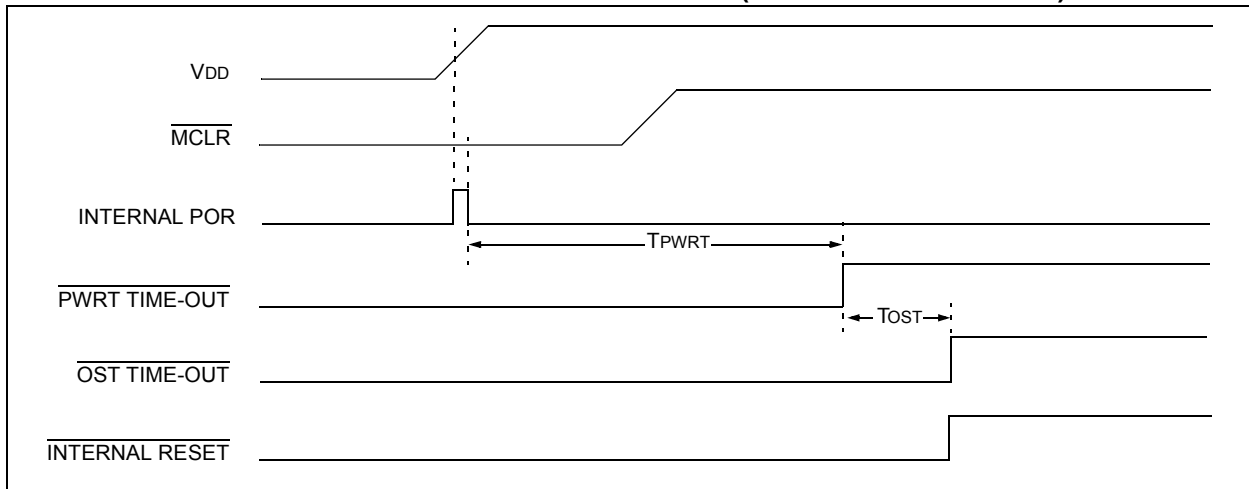 VDD
MCLR
INTERNAL POR
TPWRT
PWRT TIME-OUT
TOST
OST TIME-OUT
INTERNAL RESET